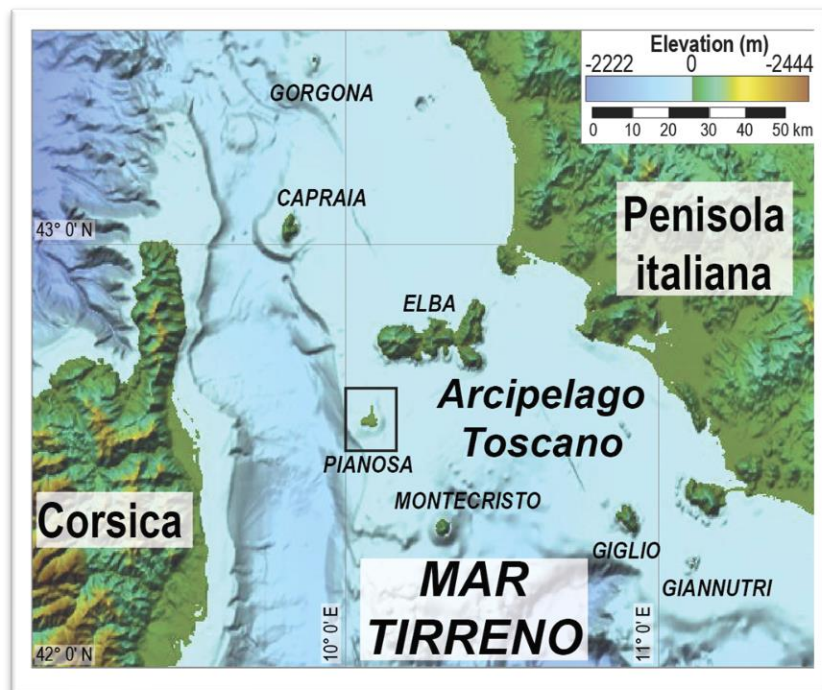 Elevation (m)
-2222 0 -2444
0 10 20 30 40 50 km
GORGONA
CAPRAIA
Penisola
italiana
43° 0' N
ELBA
Arcipelago
Toscano
PIANOSA
MONTECRISTO
Corsica
GIGLIO
GIANNUTRI
MAR
TIRRENO
10° 0' E
11° 0' E
42° 0' N